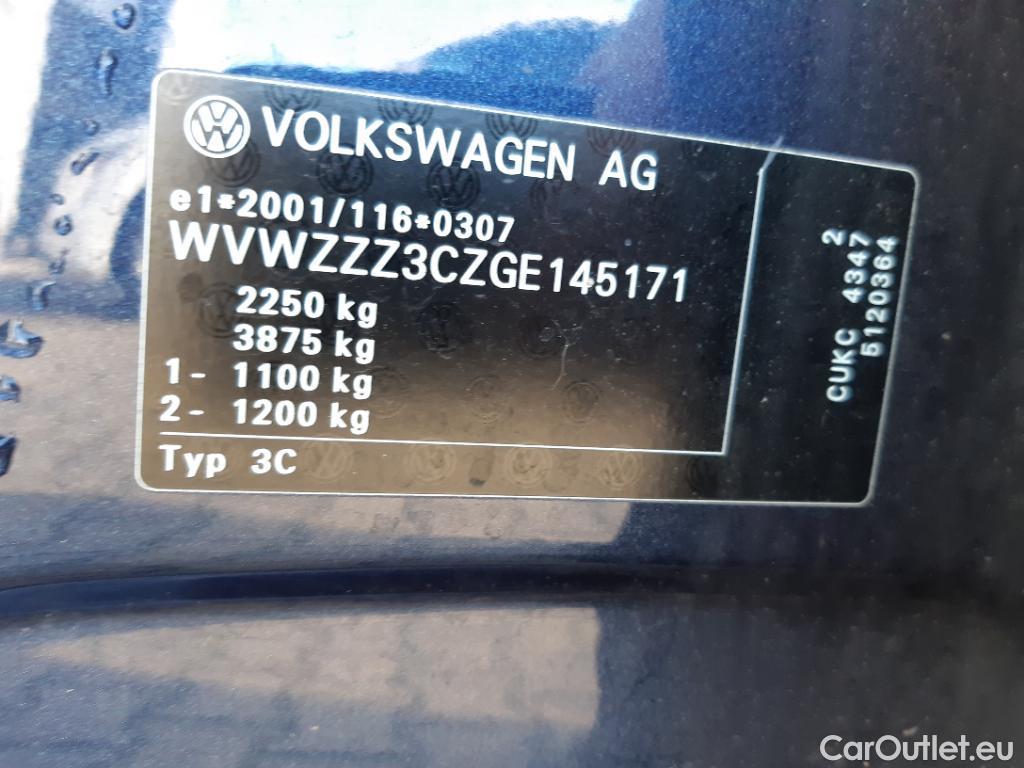 VOLKSWAGEN AG
e1*2001/116*0307
WVWZZZ3CZGE145171
2250 kg
3875 kg
1- 1100 kg
2- 1200 kg
Typ 3C
2
CUKC 4347
5120364
CarOutlet.eu